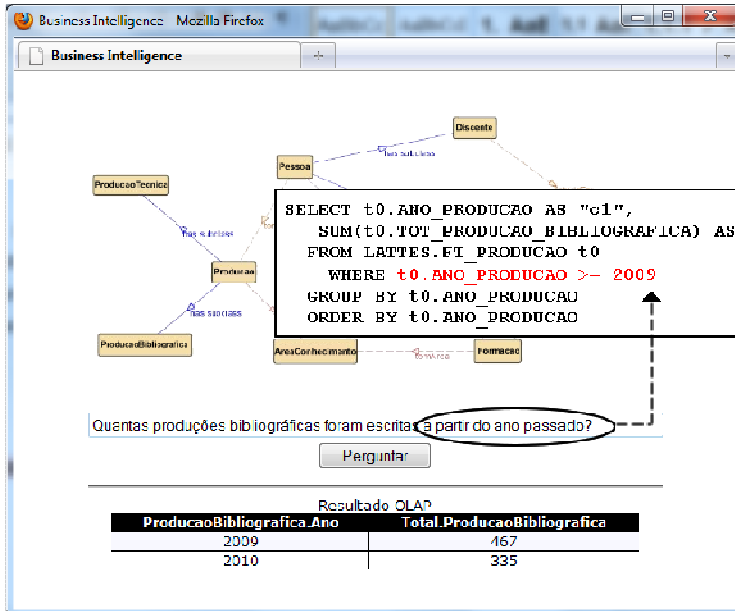 Business Intelligence - Mozilla Firefox
Business Intelligence
Discente
has subclass
Pessoa
ProducaoTecnica
has subclass
Producao
has subclass
ProducaoBibliografica
AreaConhecimento
Formacao
SELECT t0.ANO_PRODUCAO AS "c1",
SUM(t0.TOT_PRODUCAO_BIBLIOGRAFICA) AS
FROM LATTES.FT_PRODUCAO t0
WHERE t0.ANO_PRODUCAO >= 2009
GROUP BY t0.ANO_PRODUCAO
ORDER BY t0.ANO_PRODUCAO
Quantas produções bibliográficas foram escritas a partir do ano passado?
Perguntar
Resultado OLAP
ProducaoBibliografica.Ano Total.ProducaoBibliografica
2009 467
2010 335